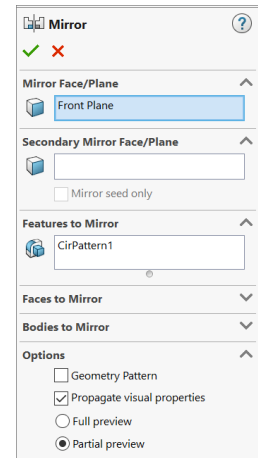 Mirror
?
Mirror Face/Plane
Front Plane
Secondary Mirror Face/Plane
Mirror seed only
Features to Mirror
CirPattern1
Faces to Mirror
Bodies to Mirror
Options
Geometry Pattern
Propagate visual properties
Full preview
Partial preview